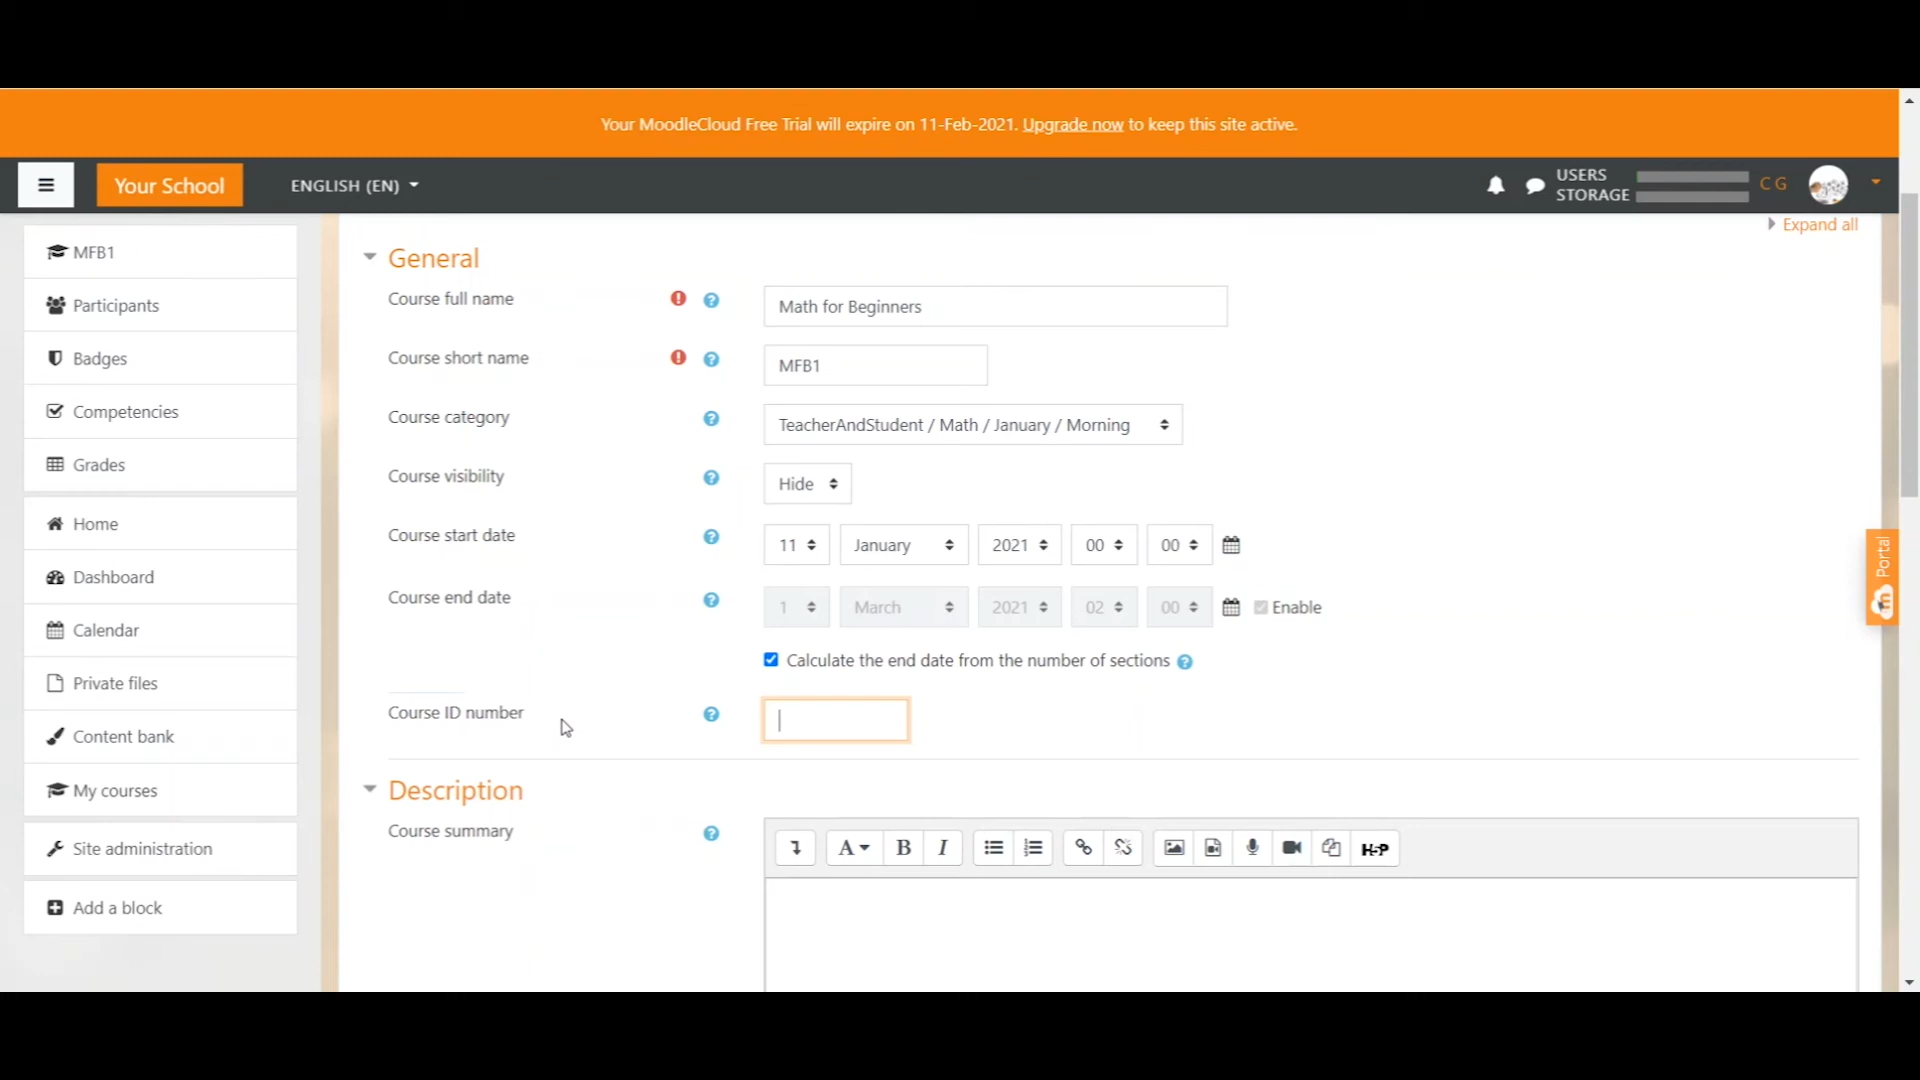 Your MoodleCloud Free Trial will expire on 11-Feb-2021. Upgrade now to keep this site active.
Your School
ENGLISH (EN)
USERS
STORAGE
C G
MFB1
Participants
Badges
Competencies
Grades
Home
Dashboard
Calendar
Private files
Content bank
My courses
Site administration
Add a block
Expand all
General
Course full name
Math for Beginners
Course short name
MFB1
Course category
TeacherAndStudent / Math / January / Morning
Course visibility
Hide
Course start date
11 January 2021 00 00
Course end date
1 March 2021 02 00 Enable
Calculate the end date from the number of sections
Course ID number
Description
Course summary
A B I
H5P
Portal